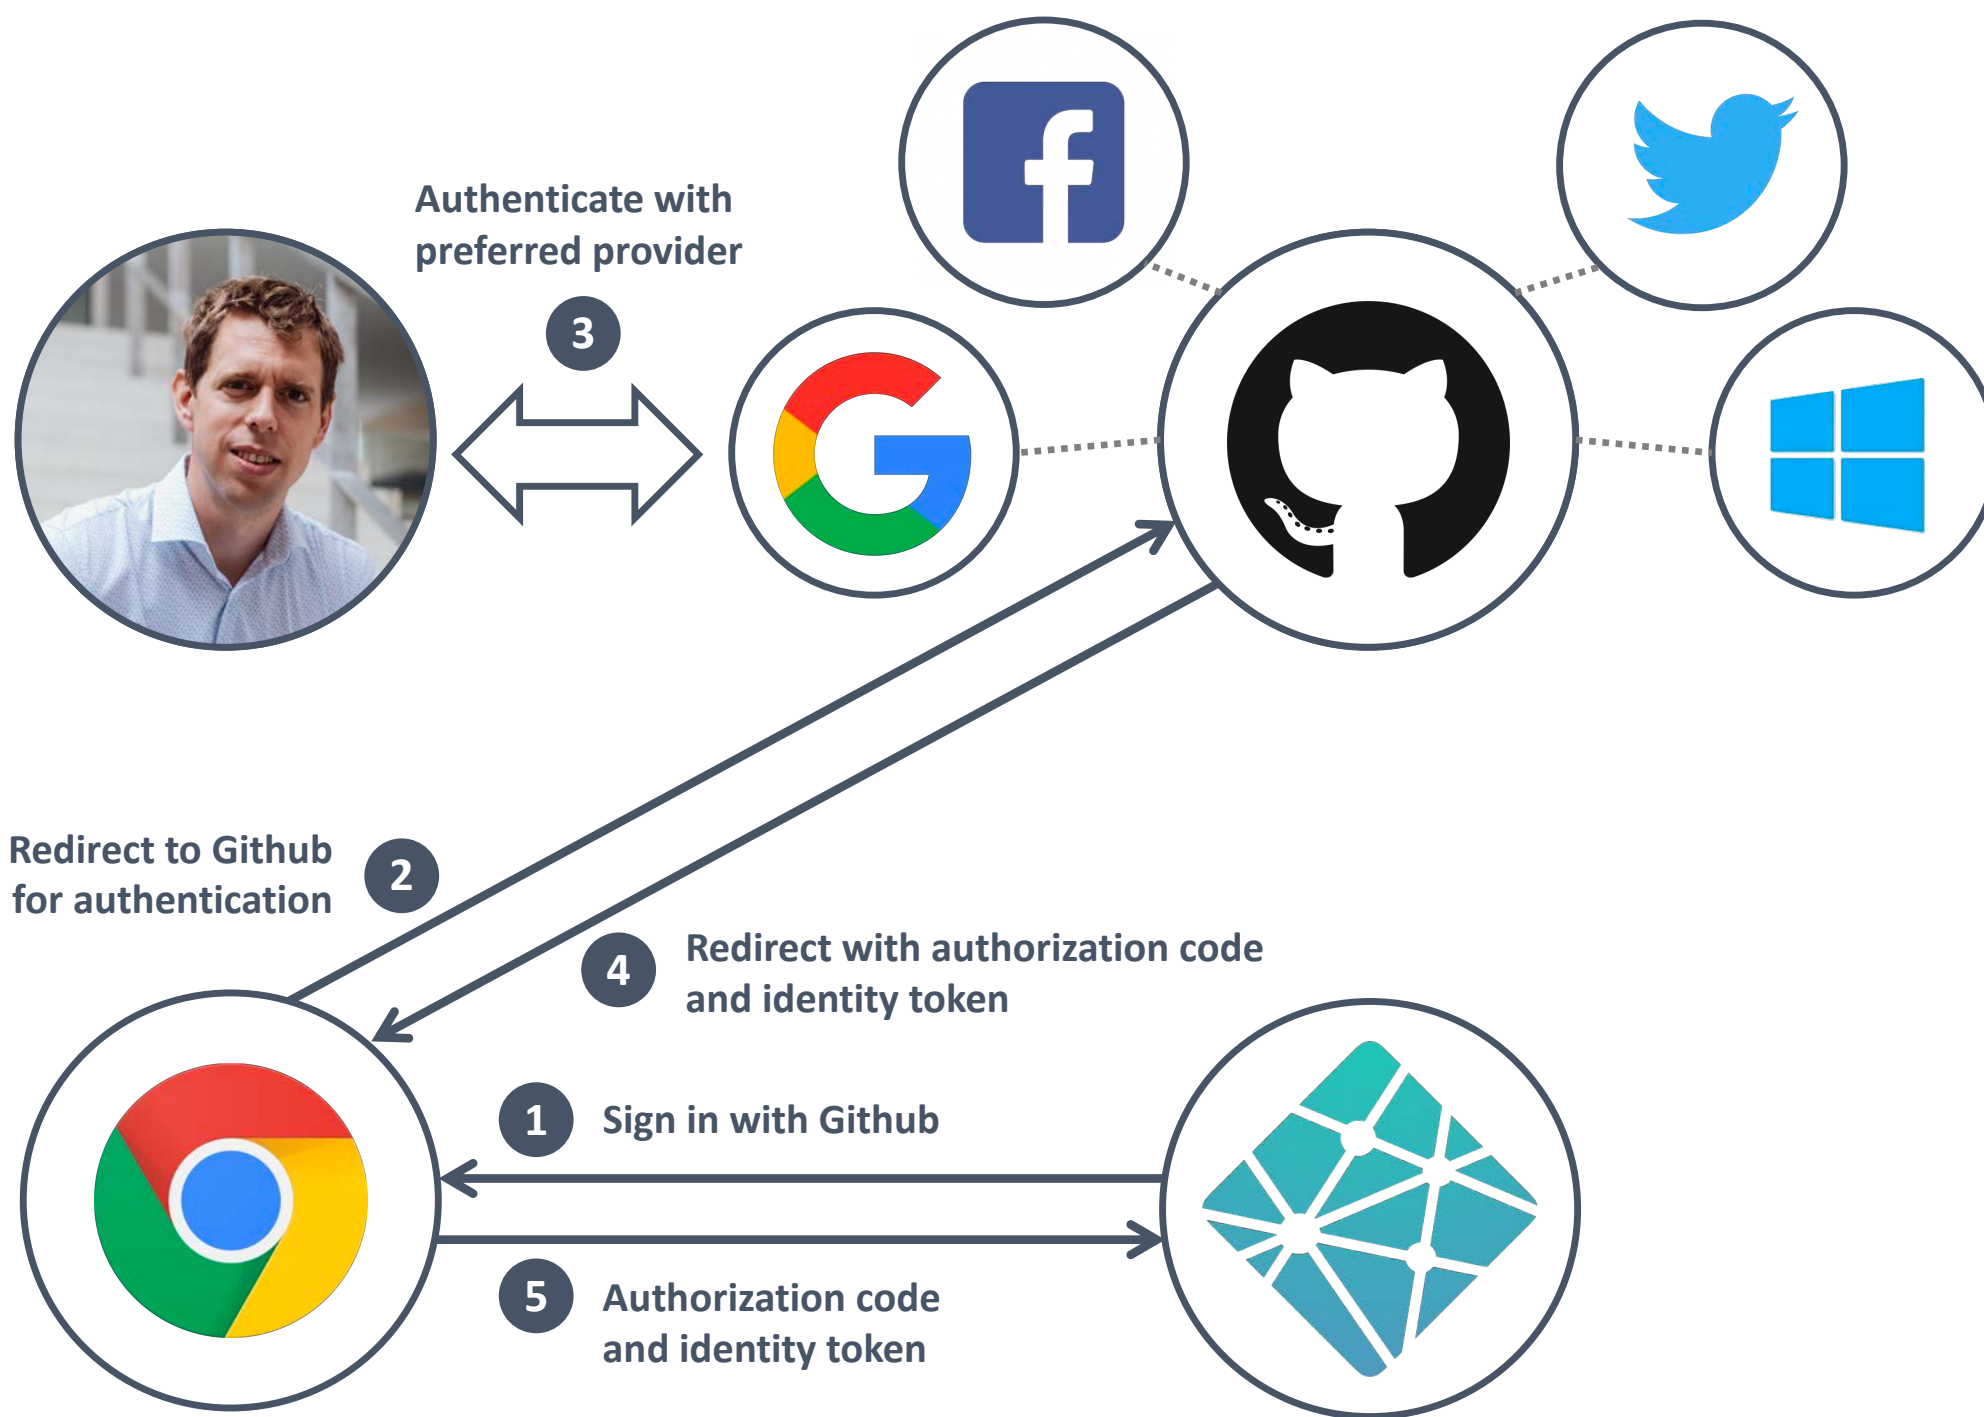 Authenticate with
preferred provider
3
Redirect to Github
for authentication
2
4
Redirect with authorization code
and identity token
1
Sign in with Github
5
Authorization code
and identity token